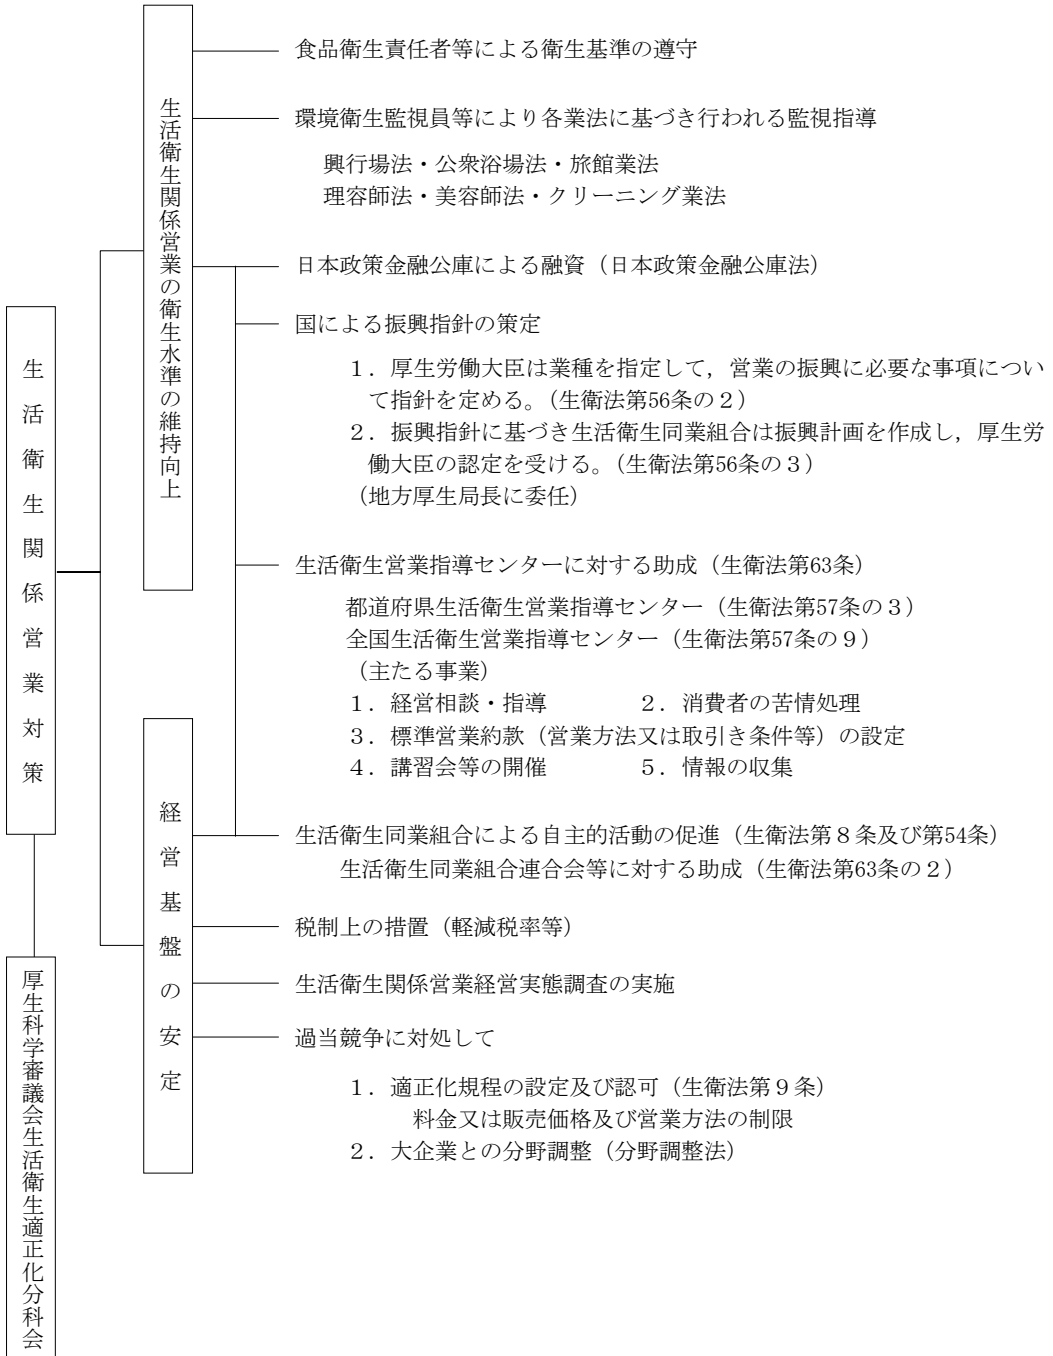 生活衛生関係営業対策
厚生科学審議会生活衛生適正化分科会
生活衛生関係営業の衛生水準の維持向上
経営基盤の安定
食品衛生責任者等による衛生基準の遵守
環境衛生監視員等により各業法に基づき行われる監視指導
興行場法・公衆浴場法・旅館業法
理容師法・美容師法・クリーニング業法
日本政策金融公庫による融資（日本政策金融公庫法）
国による振興指針の策定
１．厚生労働大臣は業種を指定して，営業の振興に必要な事項につい
て指針を定める。（生衛法第56条の２）
２．振興指針に基づき生活衛生同業組合は振興計画を作成し，厚生労
働大臣の認定を受ける。（生衛法第56条の３）
（地方厚生局長に委任）
生活衛生営業指導センターに対する助成（生衛法第63条）
都道府県生活衛生営業指導センター（生衛法第57条の３）
全国生活衛生営業指導センター（生衛法第57条の９）
（主たる事業）
１．経営相談・指導　　　　２．消費者の苦情処理
３．標準営業約款（営業方法又は取引き条件等）の設定
４．講習会等の開催　　　　５．情報の収集
生活衛生同業組合による自主的活動の促進（生衛法第８条及び第54条）
生活衛生同業組合連合会等に対する助成（生衛法第63条の２）
税制上の措置（軽減税率等）
生活衛生関係営業経営実態調査の実施
過当競争に対処して
１．適正化規程の設定及び認可（生衛法第９条）
料金又は販売価格及び営業方法の制限
２．大企業との分野調整（分野調整法）